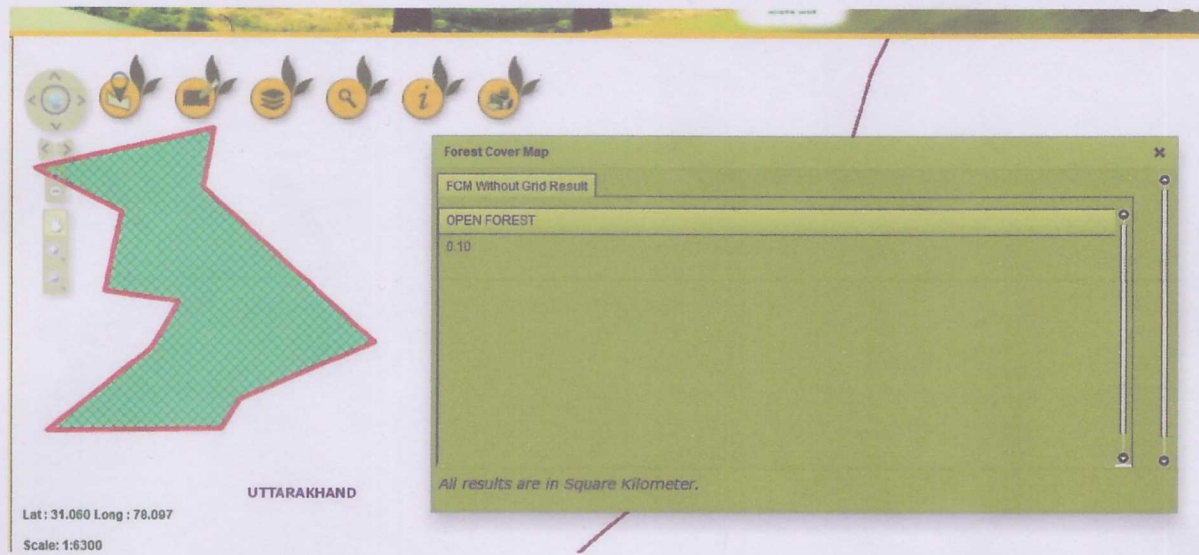 Forest Cover Map
FCM Without Grid Result
OPEN FOREST
0.10
All results are in Square Kilometer.
UTTARAKHAND
Lat : 31.060 Long : 78.097
Scale: 1:6300